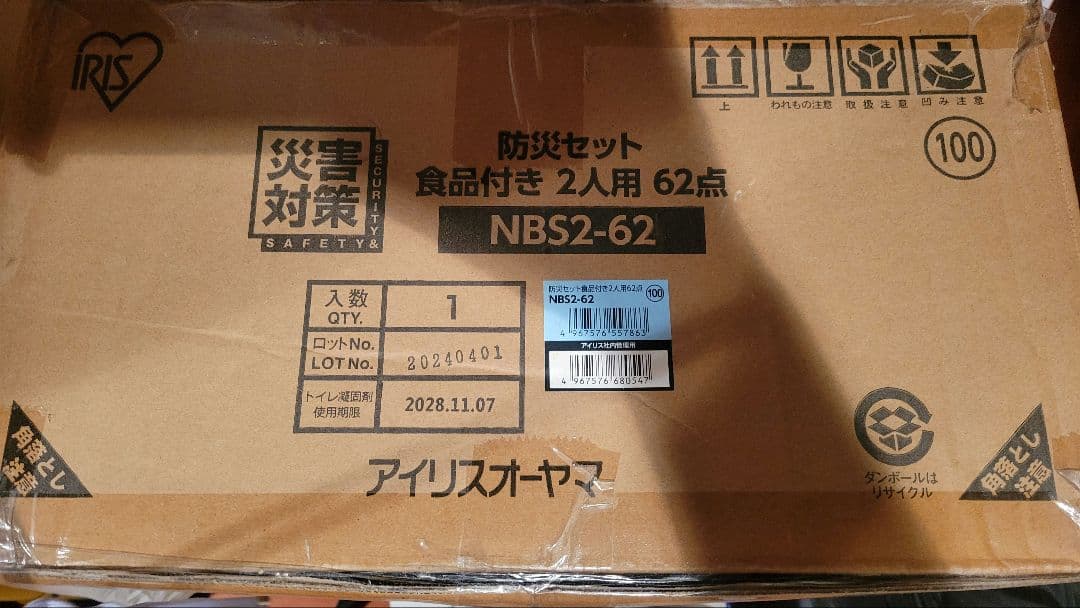 IRIS
上
われもの注意
取扱注意
凹み注意
100
災害
対策
SECURITY&
SAFETY
防災セット
食品付き 2人用 62点
NBS2-62
入数
QTY.
1
ロットNo.
LOT No.
20240401
トイレ凝固剤
使用期限
2028.11.07
防災セット食品付き2人用62点
NBS2-62
100
4 967576 557863
アイリス社内管理用
4 967576 680547
アイリスオーヤマ
角落とし
注意
ダンボールは
リサイクル
角落とし
注意